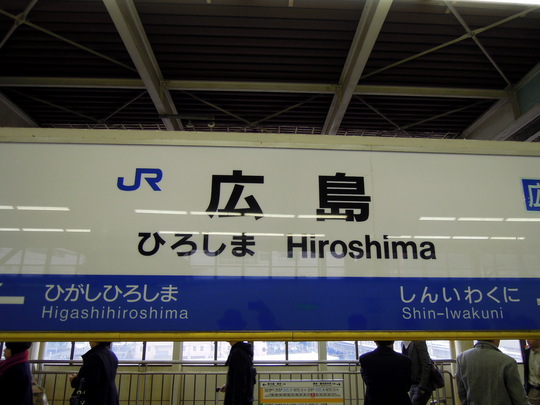 JR 広島
ひろしま Hiroshima
広
ひがしひろしま しんいわくに
Higashihiroshima Shin-Iwakuni